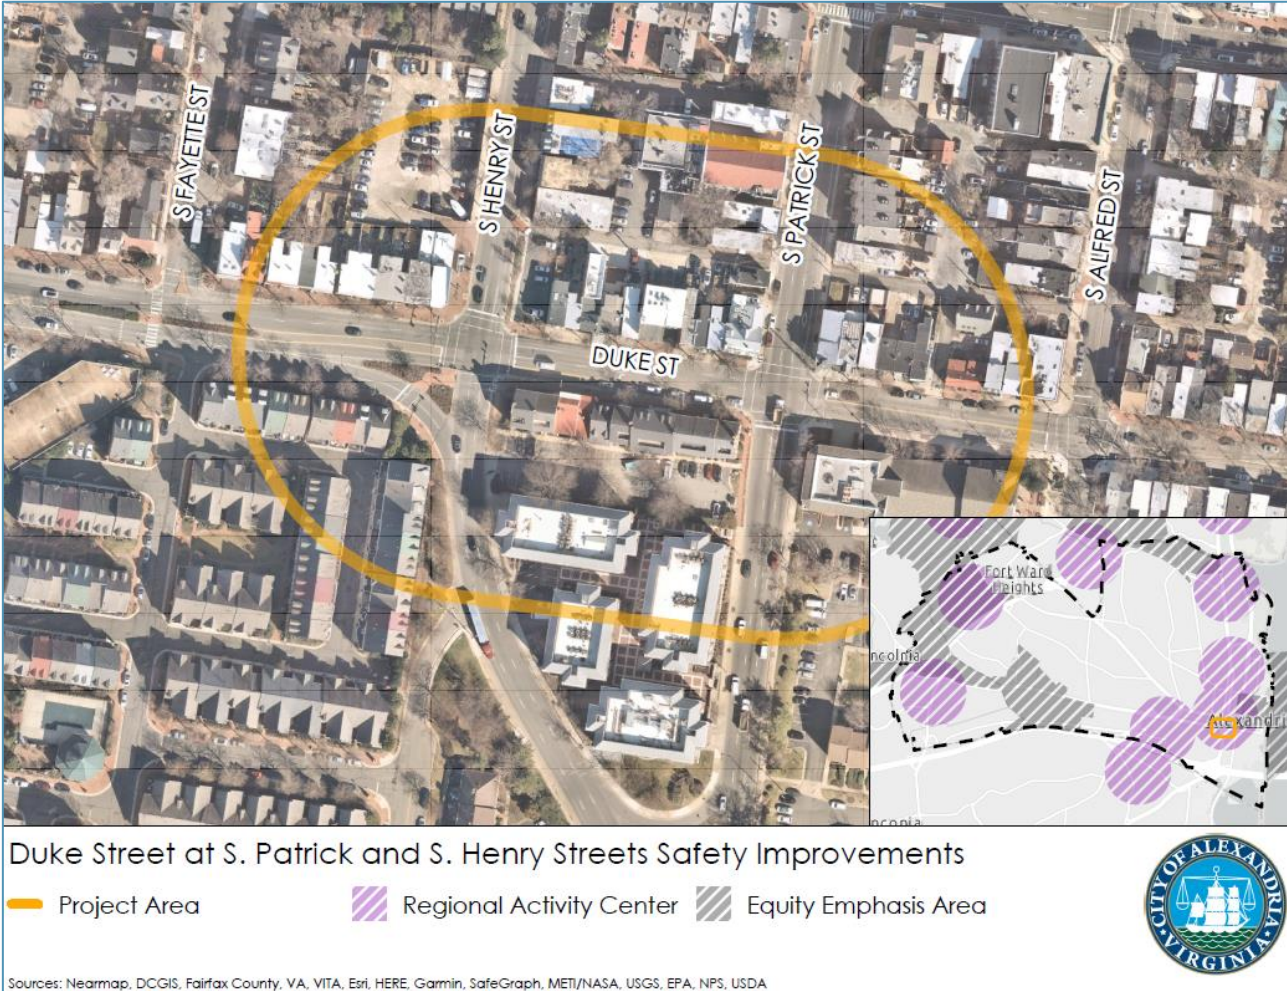 S FAYETTE ST
S HENRY ST
S PATRICK ST
S ALFRED ST
DUKE ST
Fort Ward
Heights
ncolnia
Alexandri
Duke Street at S. Patrick and S. Henry Streets Safety Improvements
Project Area
Regional Activity Center
Equity Emphasis Area
CITY OF ALEXANDRIA
VIRGINIA
Sources: Nearmap, DCGIS, Fairfax County, VA, VITA, Esri, HERE, Garmin, SafeGraph, METI/NASA, USGS, EPA, NPS, USDA